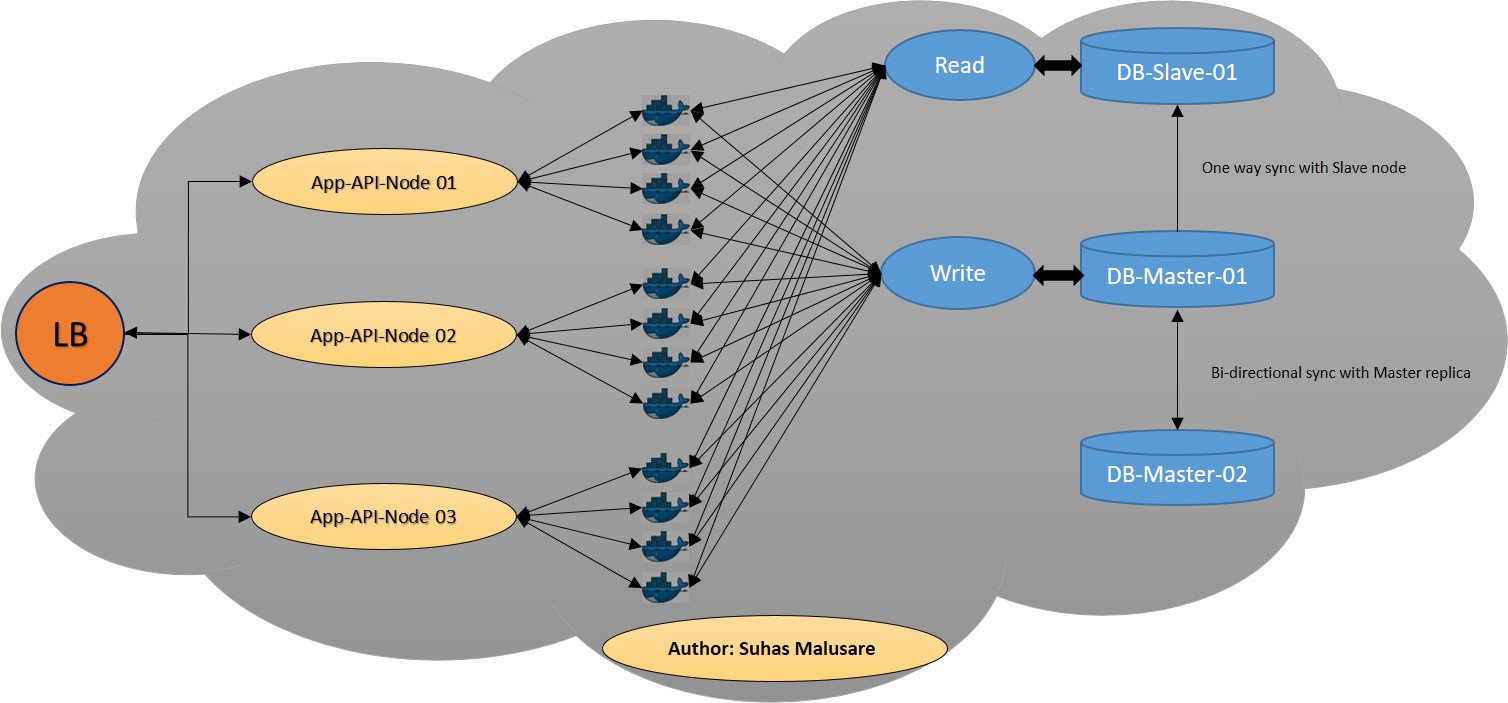 Read
DB-Slave-01
App-API-Node 01
One way sync with Slave node
Write
DB-Master-01
LB
App-API-Node 02
Bi-directional sync with Master replica
DB-Master-02
App-API-Node 03
Author: Suhas Malusare